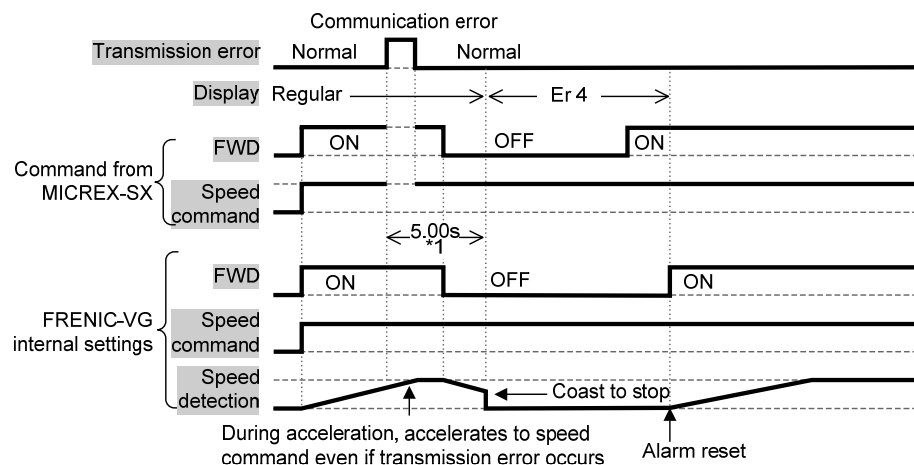 Communication error
Transmission error Normal Normal
Display Regular Er 4
Command from
MICREX-SX
FWD ON OFF ON
Speed
command
5.00s
*1
FRENIC-VG
internal settings
FWD ON OFF ON
Speed
command
Speed
detection
Coast to stop
During acceleration, accelerates to speed
command even if transmission error occurs
Alarm reset